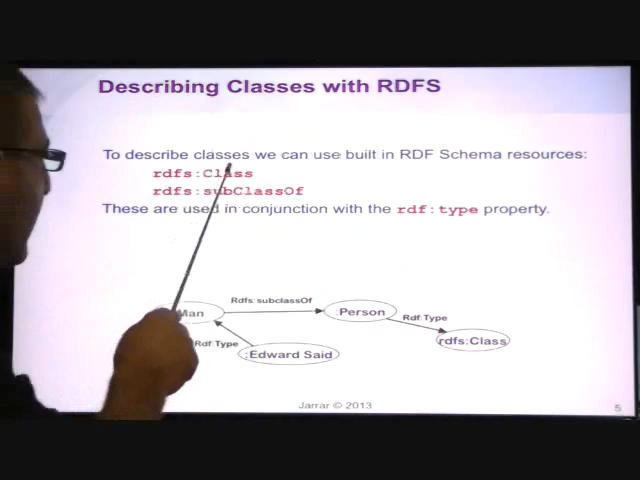 Describing Classes with RDFS
To describe classes we can use built in RDF Schema resources:
rdfs:Class
rdfs:subClassOf
These are used in conjunction with the rdf:type property.
Rdfs:subclassOf
Man
:Person
Rdf:Type
rdfs:Class
Rdf:Type
:Edward Said
Jarrar © 2013
5